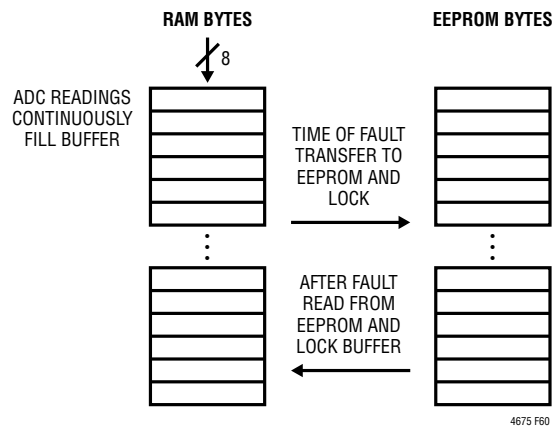 RAM BYTES
EEPROM BYTES
8
ADC READINGS
CONTINUOUSLY
FILL BUFFER
TIME OF FAULT
TRANSFER TO
EEPROM AND
LOCK
AFTER FAULT
READ FROM
EEPROM AND
LOCK BUFFER
4675 F60